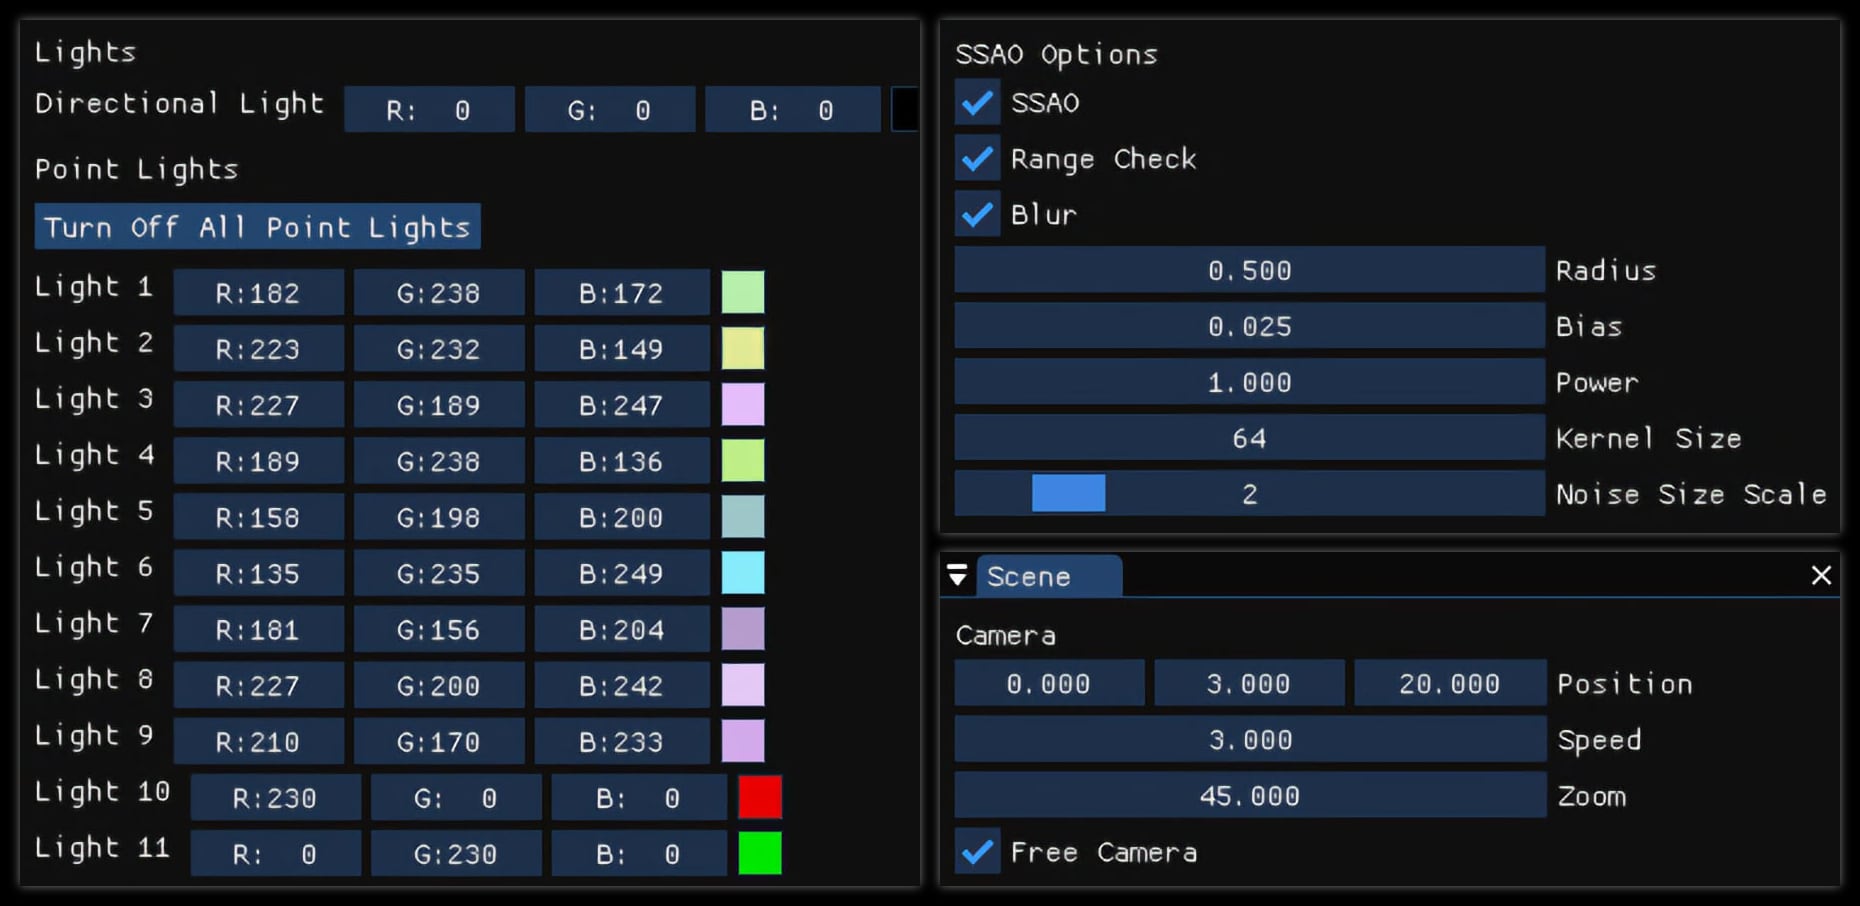 Lights
Directional Light R: 0 G: 0 B: 0
Point Lights
Turn Off All Point Lights
Light 1 R:182 G:238 B:172
Light 2 R:223 G:232 B:149
Light 3 R:227 G:189 B:247
Light 4 R:189 G:238 B:136
Light 5 R:158 G:198 B:200
Light 6 R:135 G:235 B:249
Light 7 R:181 G:156 B:204
Light 8 R:227 G:200 B:242
Light 9 R:210 G:170 B:233
Light 10 R:230 G: 0 B: 0
Light 11 R: 0 G:230 B: 0
SSAO Options
SSAO
Range Check
Blur
0.500 Radius
0.025 Bias
1.000 Power
64 Kernel Size
2 Noise Size Scale
Scene
Camera
0.000 3.000 20.000 Position
3.000 Speed
45.000 Zoom
Free Camera